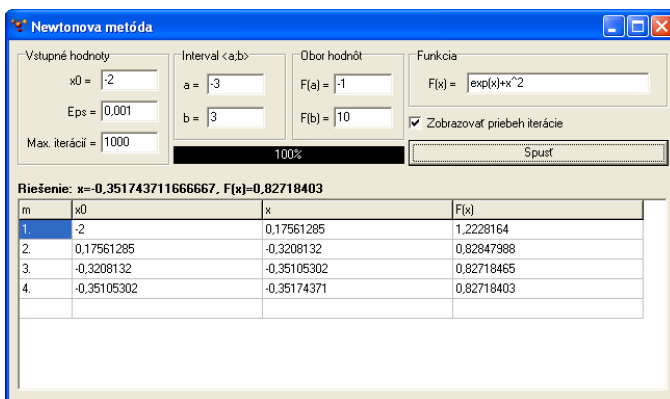 Newtonova metóda
Vstupné hodnoty
x0 = -2
Eps = 0,001
Max. iterácií = 1000
Interval <a;b>
a = -3
b = 3
Obor hodnôt
F(a) = -1
F(b) = 10
Funkcia
F(x) = exp(x)+x^2
Zobrazovať priebeh iterácie
100%
Spusť
Riešenie: x=-0,351743711666667, F(x)=0,82718403
m x0 x F(x)
1. -2 0,17561285 1,2228164
2. 0,17561285 -0,3208132 0,82847988
3. -0,3208132 -0,35105302 0,82718465
4. -0,35105302 -0,35174371 0,82718403